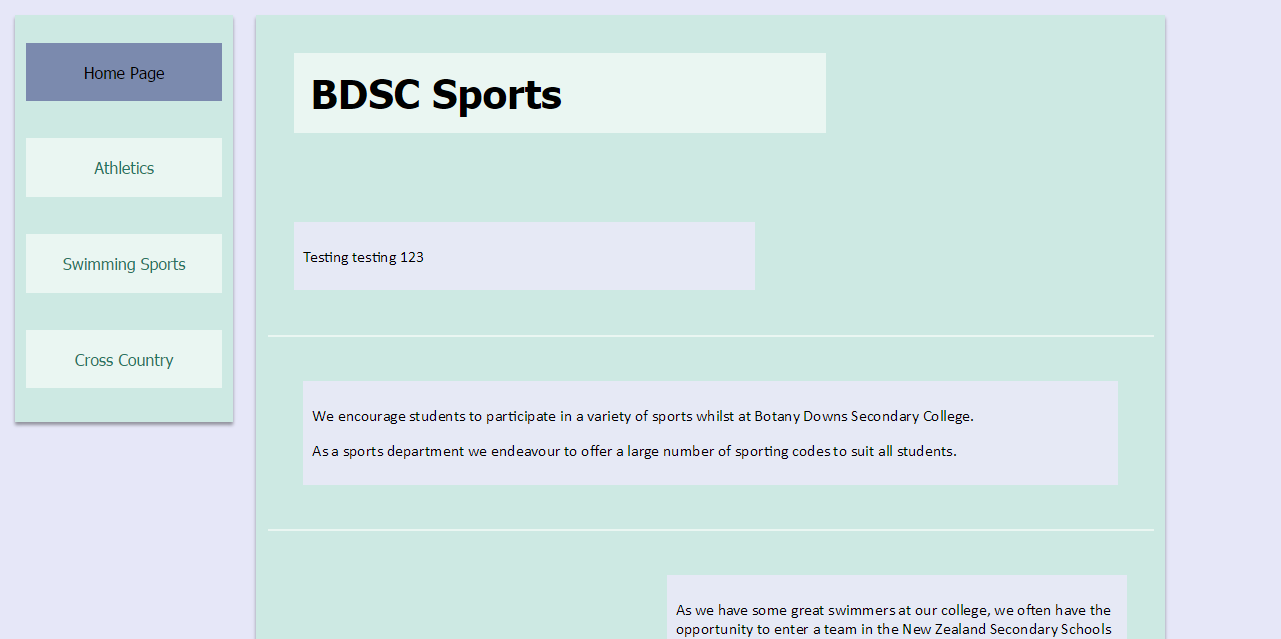 Home Page
Athletics
Swimming Sports
Cross Country
BDSC Sports
Testing testing 123
We encourage students to participate in a variety of sports whilst at Botany Downs Secondary College.
As a sports department we endeavour to offer a large number of sporting codes to suit all students.
As we have some great swimmers at our college, we often have the
opportunity to enter a team in the New Zealand Secondary Schools